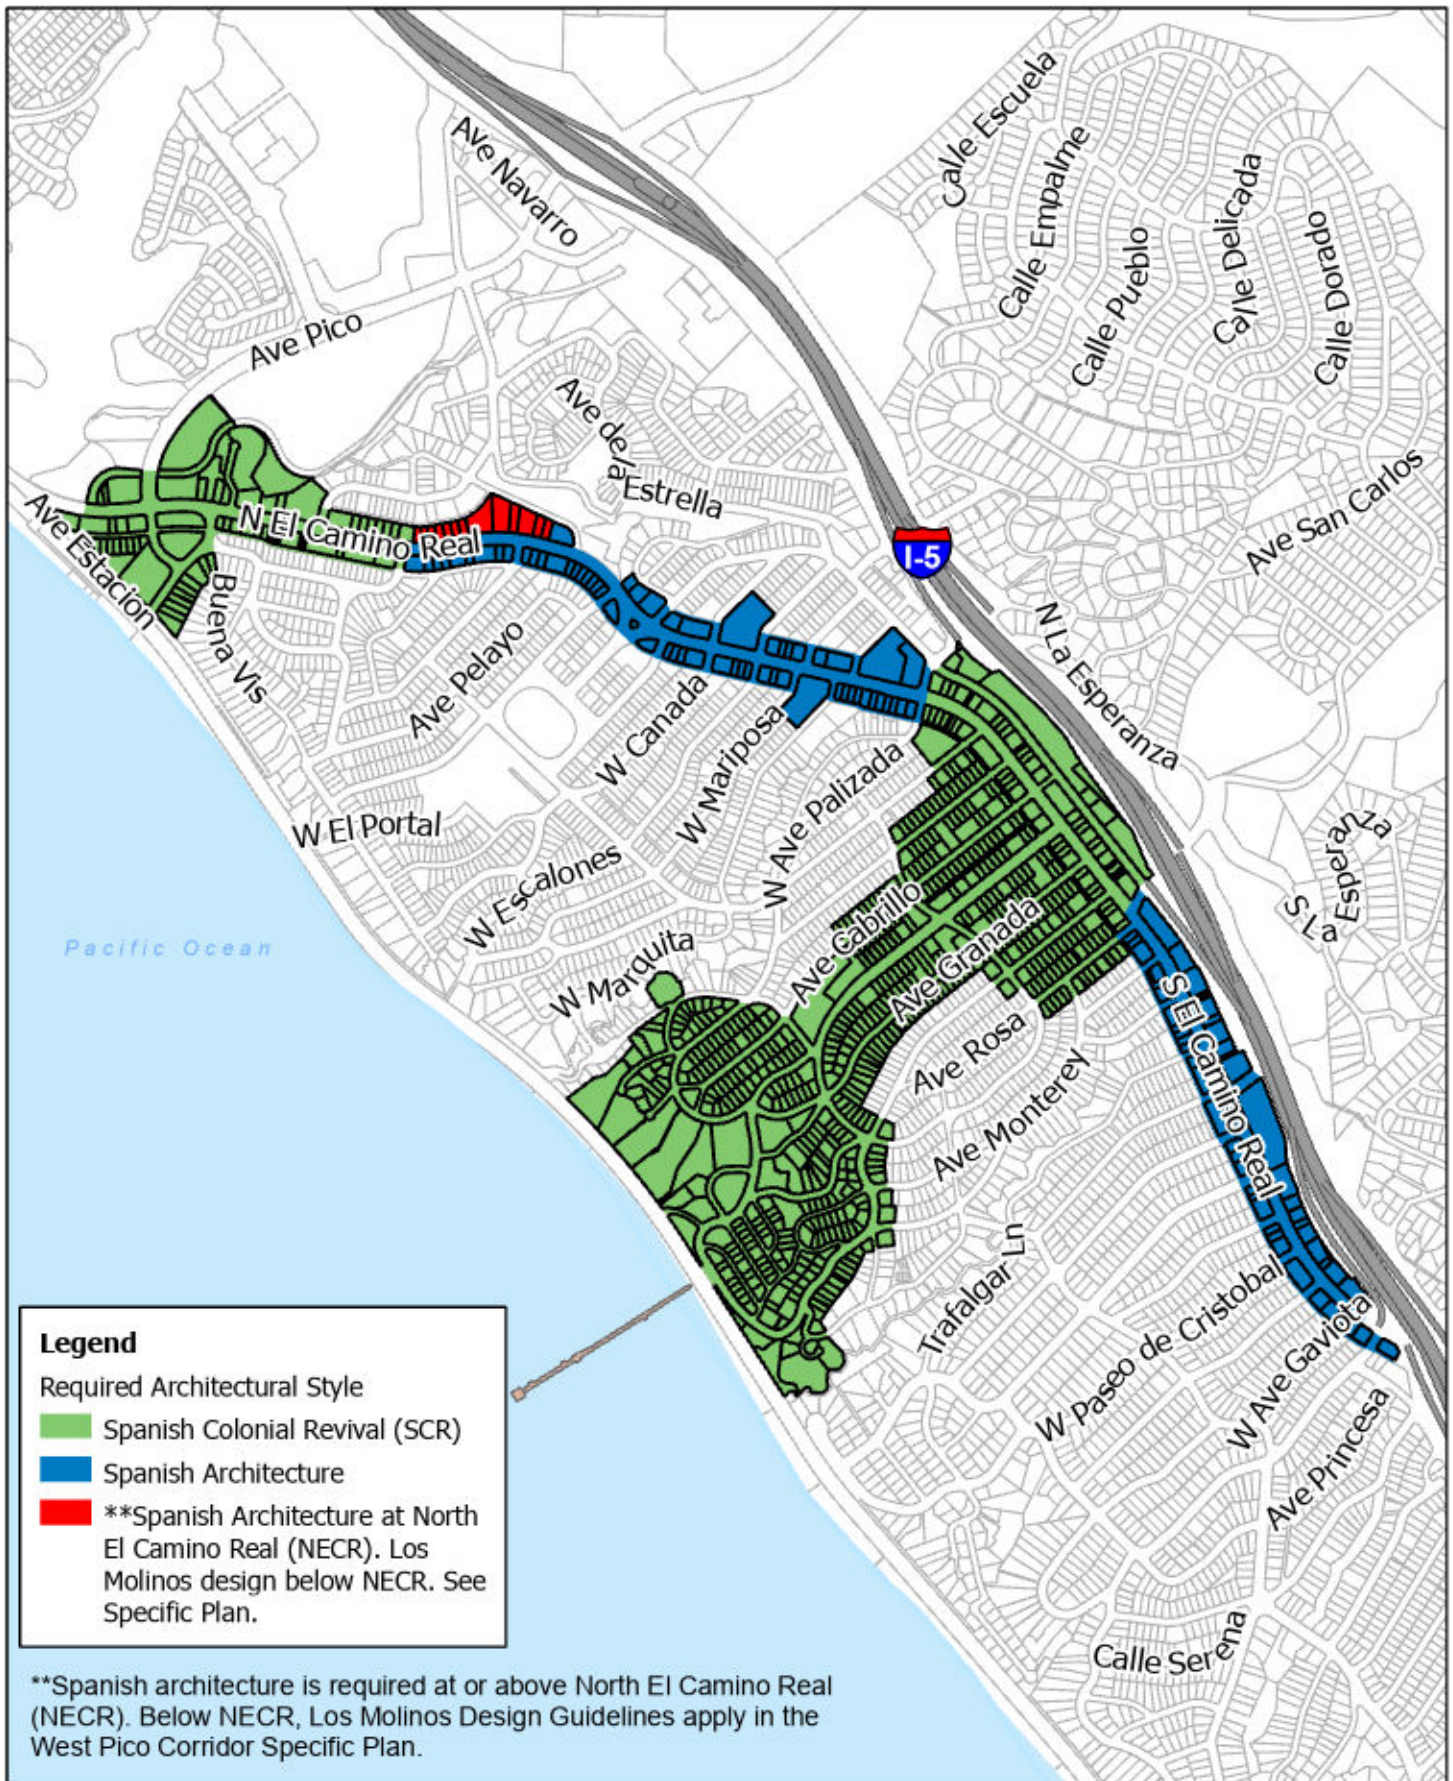 Calle Escuela
Ave Navarro
Calle Empalme
Calle Delicada
Calle Dorado
Calle Pueblo
Ave Pico
Ave de la
Estrella
Ave San Carlos
N El Camino Real
I-5
Ave Estacion
Buena Vis
N La Esperanza
Ave Pelayo
W Canada
W Mariposa
W Ave Palizada
W El Portal
S La
Esperanza
W Escalones
Ave Cabrillo
Pacific Ocean
W Marquita
Ave Granada
S El Camino Real
Ave Rosa
Ave Monterey
Trafalgar Ln
W Paseo de Cristobal
W Ave Gaviota
Ave Princesa
Calle Serena
Legend
Required Architectural Style
Spanish Colonial Revival (SCR)
Spanish Architecture
**Spanish Architecture at North
El Camino Real (NECR). Los
Molinos design below NECR. See
Specific Plan.
**Spanish architecture is required at or above North El Camino Real
(NECR). Below NECR, Los Molinos Design Guidelines apply in the
West Pico Corridor Specific Plan.